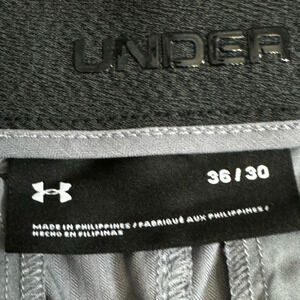 UNDER
36/30
MADE IN PHILIPPINES / FABRIQUÉ AUX PHILIPPINES /
HECHO EN FILIPINAS